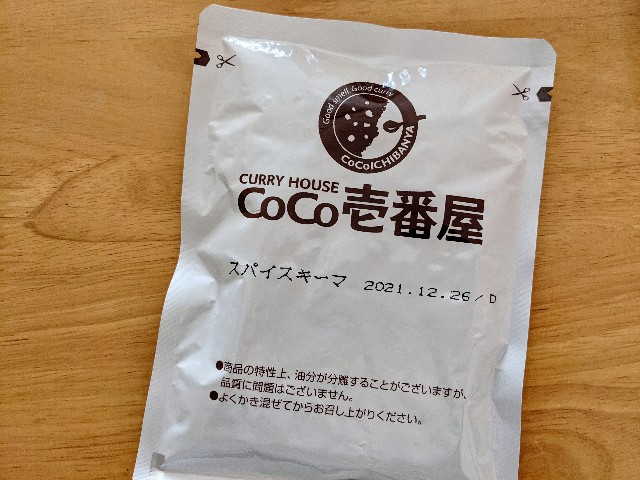 Good smell, Good curry
CoCoICHIBANYA
CURRY HOUSE
CoCo壱番屋
スパイスキーマ 2021.12.26/D
●商品の特性上、油分が分離することがございますが、
品質に問題はございません。
●よくかき混ぜてからお召し上がりください。